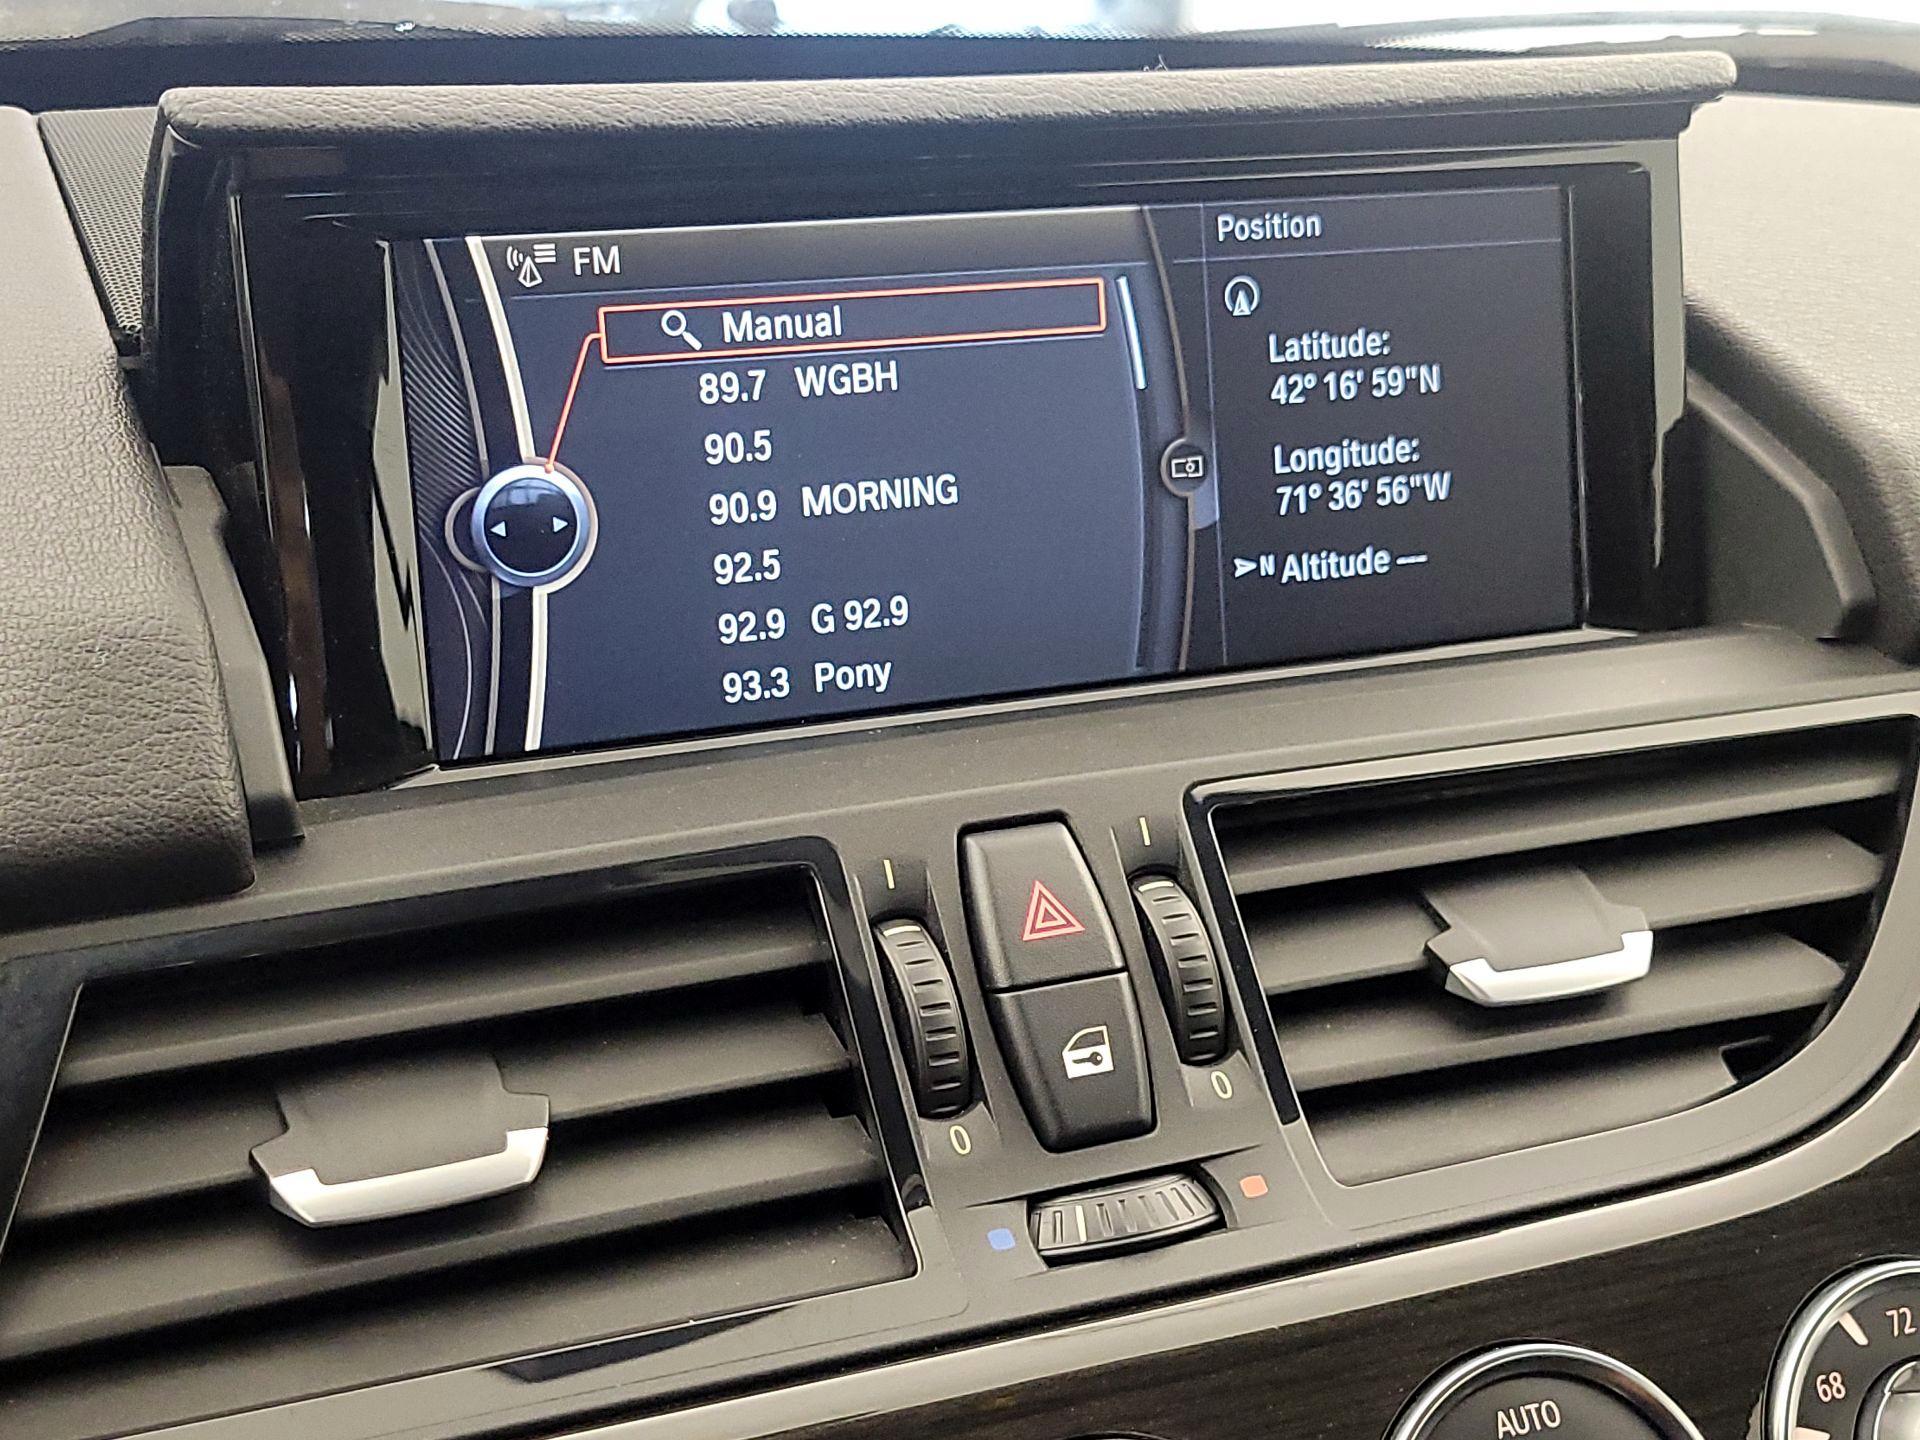 FM
Manual
89.7 WGBH
90.5
90.9 MORNING
92.5
92.9 G 92.9
93.3 Pony
Position
Latitude:
42° 16' 59"N
Longitude:
71° 36' 56"W
N Altitude ---
I
I
0
0
72
68
AUTO